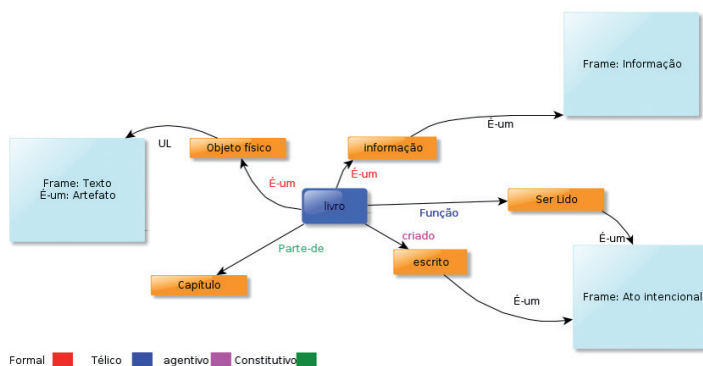 Frame: Informação
É-um
UL
Objeto físico
informação
Frame: Texto
É-um: Artefato
É-um
É-um
livro
Ser Lido
Função
criado
É-um
Parte-de
escrito
Capítulo
Frame: Ato intencional
É-um
Formal
Télico
agentivo
Constitutivo